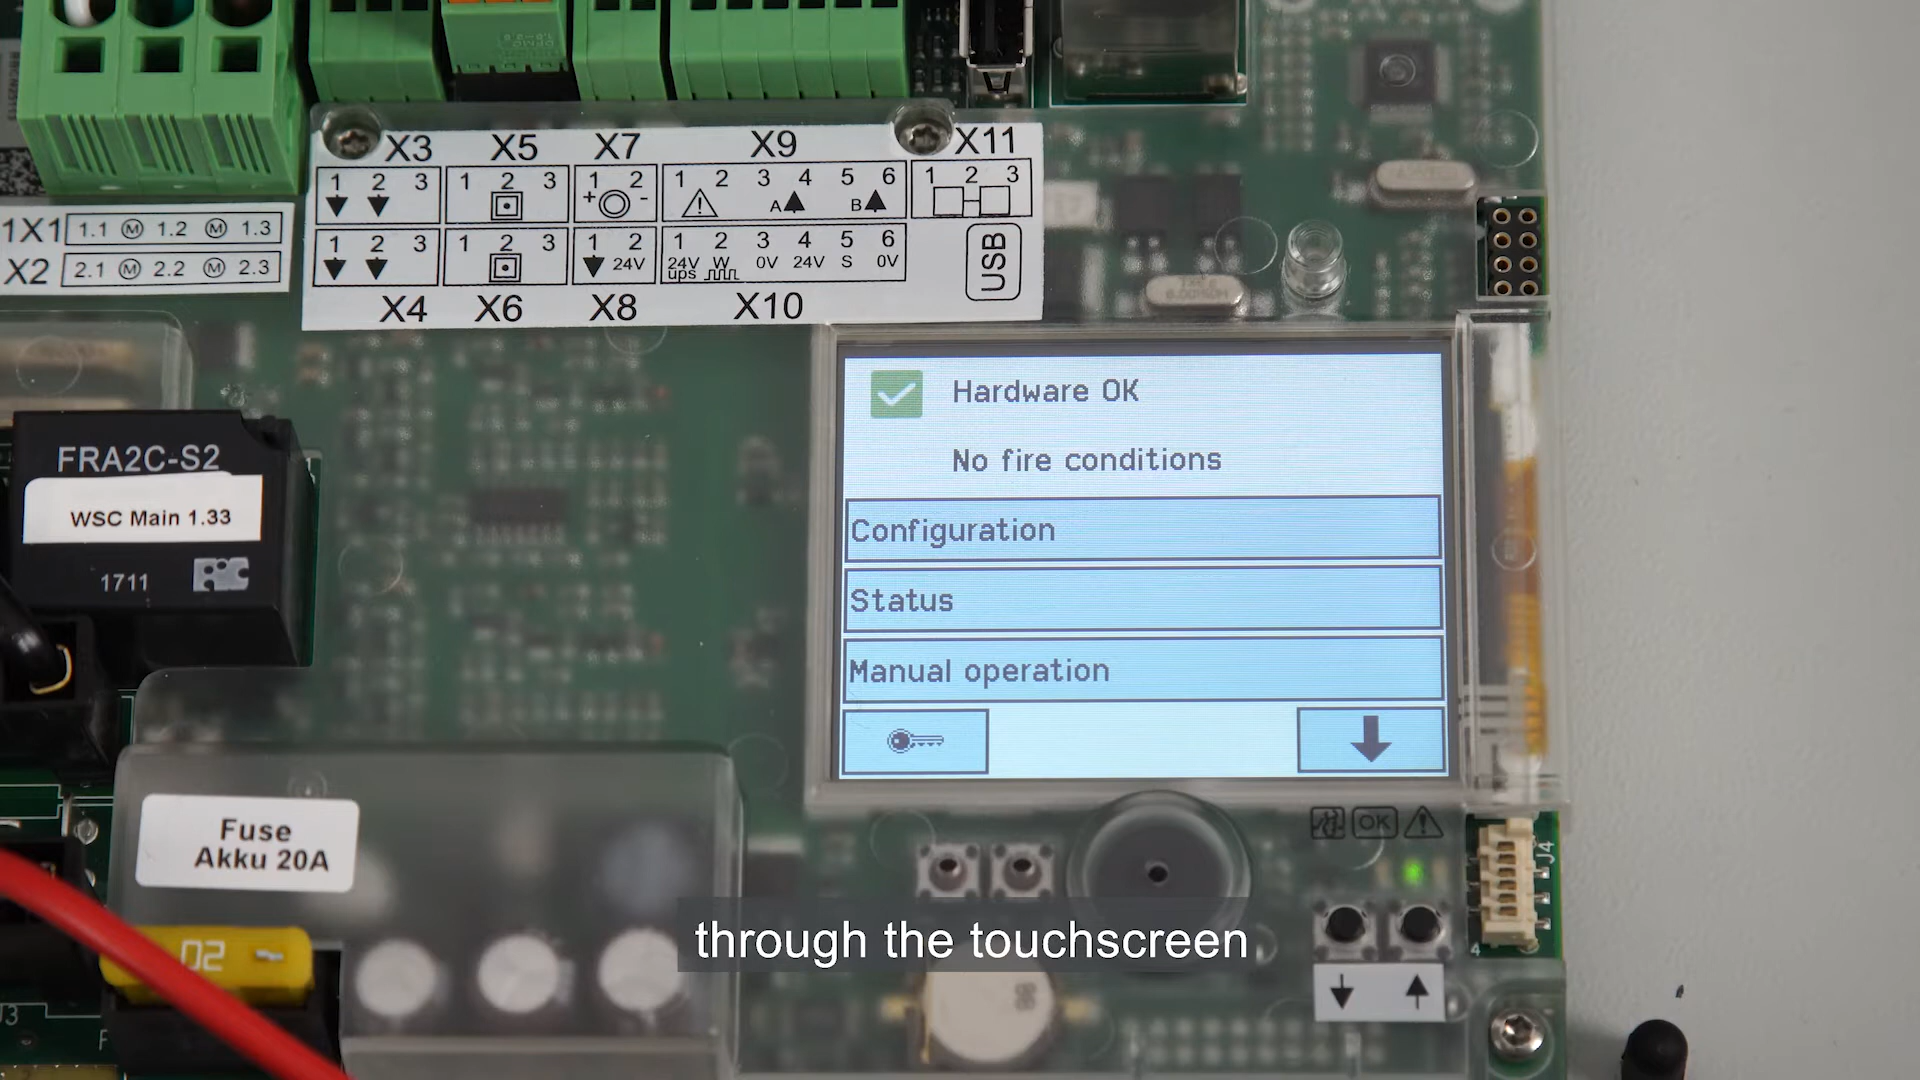 X3 X5 X7 X9 X11
1 2 3 1 2 3 1 2 1 2 3 4 5 6 1 2 3
+ - A B
1X1 1.1 M 1.2 M 1.3
X2 2.1 M 2.2 M 2.3
1 2 3 1 2 3 1 2 1 2 3 4 5 6
24V 24V ups W 0V 24V S 0V
USB
X4 X6 X8 X10
Hardware OK
No fire conditions
Configuration
Status
Manual operation
FRA2C-S2
WSC Main 1.33
1711
Fuse
Akku 20A
20
OK
J4
4
through the touchscreen